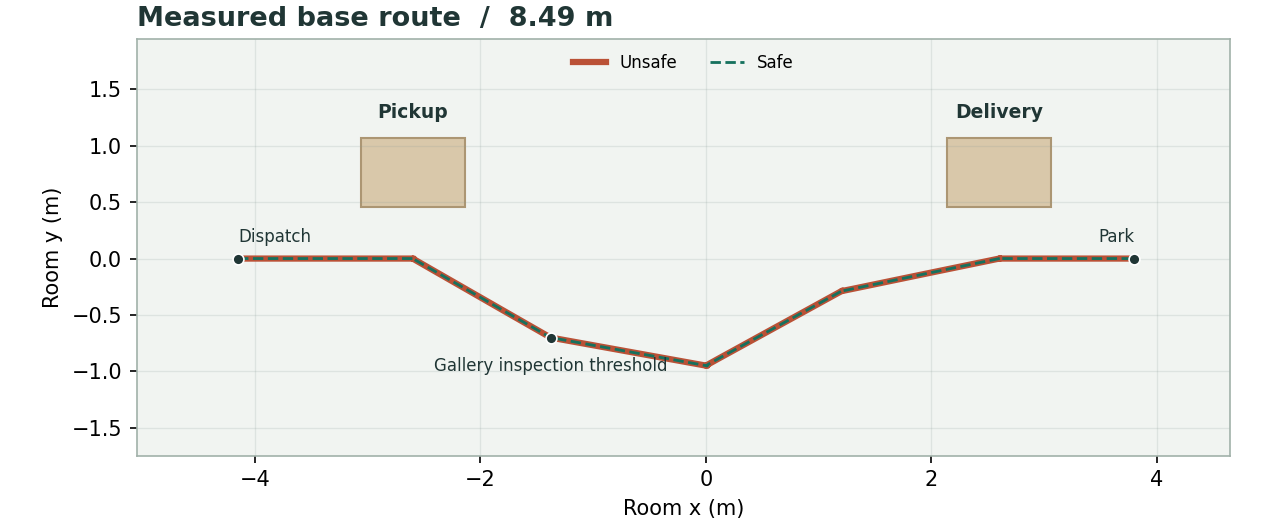 Measured base route / 8.49 m
Unsafe
Safe
Pickup
Delivery
Dispatch
Park
Gallery inspection threshold
Room y (m)
1.5
1.0
0.5
0.0
−0.5
−1.0
−1.5
−4
−2
0
2
4
Room x (m)